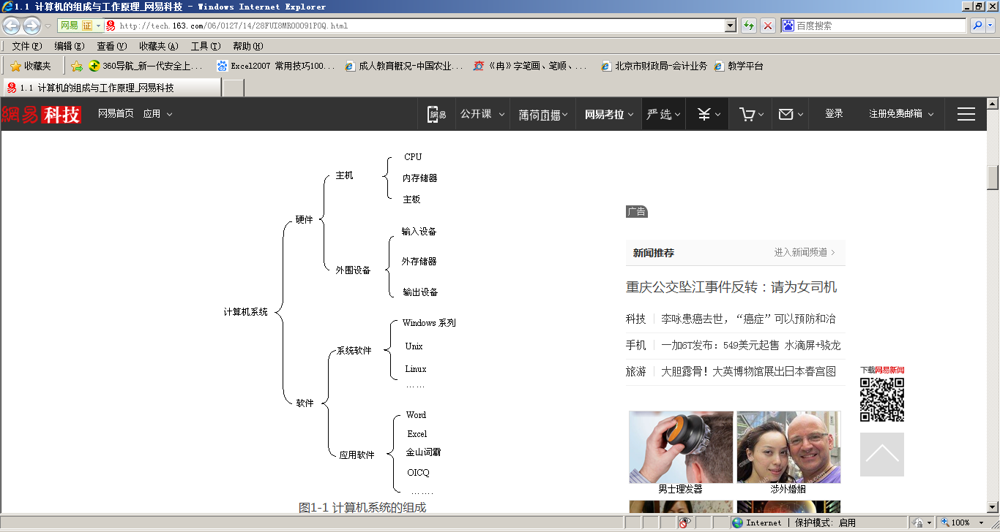 1.1 计算机的组成与工作原理_网易科技 - Windows Internet Explorer
网易 证 http://tech.163.com/06/0127/14/28FUI8MR00091POQ.html 百度搜索
文件(F) 编辑(E) 查看(V) 收藏夹(A) 工具(T) 帮助(H)
收藏夹 360导航_新一代安全上... Excel2007 常用技巧100... 成人教育概况-中国农业... 《冉》字笔画、笔顺、... 北京市财政局-会计业务 教学平台
1.1 计算机的组成与工作原理_网易科技
網易科技 网易首页 应用 網易 公开课 薄荷直播 网易考拉 严选 登录 注册免费邮箱
CPU
主机
内存储器
主板
硬件
输入设备
外存储器
外围设备
输出设备
计算机系统
Windows 系列
系统软件
Unix
Linux
……
软件
Word
Excel
金山词霸
应用软件
OICQ
…….
图1-1 计算机系统的组成
广告
新闻推荐 进入新闻频道 >
重庆公交坠江事件反转：请为女司机
科技 李咏患癌去世，“癌症”可以预防和治
手机 一加6T发布：549美元起售 水滴屏+骁龙
旅游 大胆露骨！大英博物馆展出日本春宫图
下载网易新闻
男士理发器 涉外婚姻
Internet | 保护模式: 启用 100%